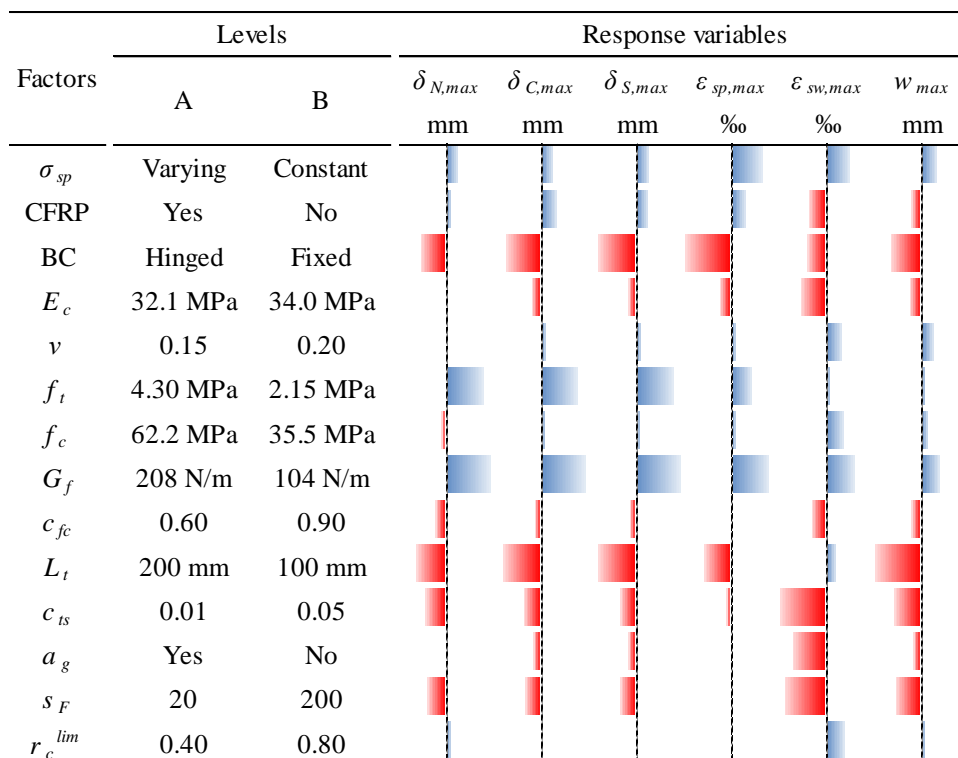 Levels Response variables
Factors A B δ N,max δ C,max δ S,max ε sp,max ε sw,max w max
mm mm mm ‰ ‰ mm
σ sp Varying Constant
CFRP Yes No
BC Hinged Fixed
E c 32.1 MPa 34.0 MPa
v 0.15 0.20
f t 4.30 MPa 2.15 MPa
f c 62.2 MPa 35.5 MPa
G f 208 N/m 104 N/m
c fc 0.60 0.90
L t 200 mm 100 mm
c ts 0.01 0.05
a g Yes No
s F 20 200
r c lim 0.40 0.80